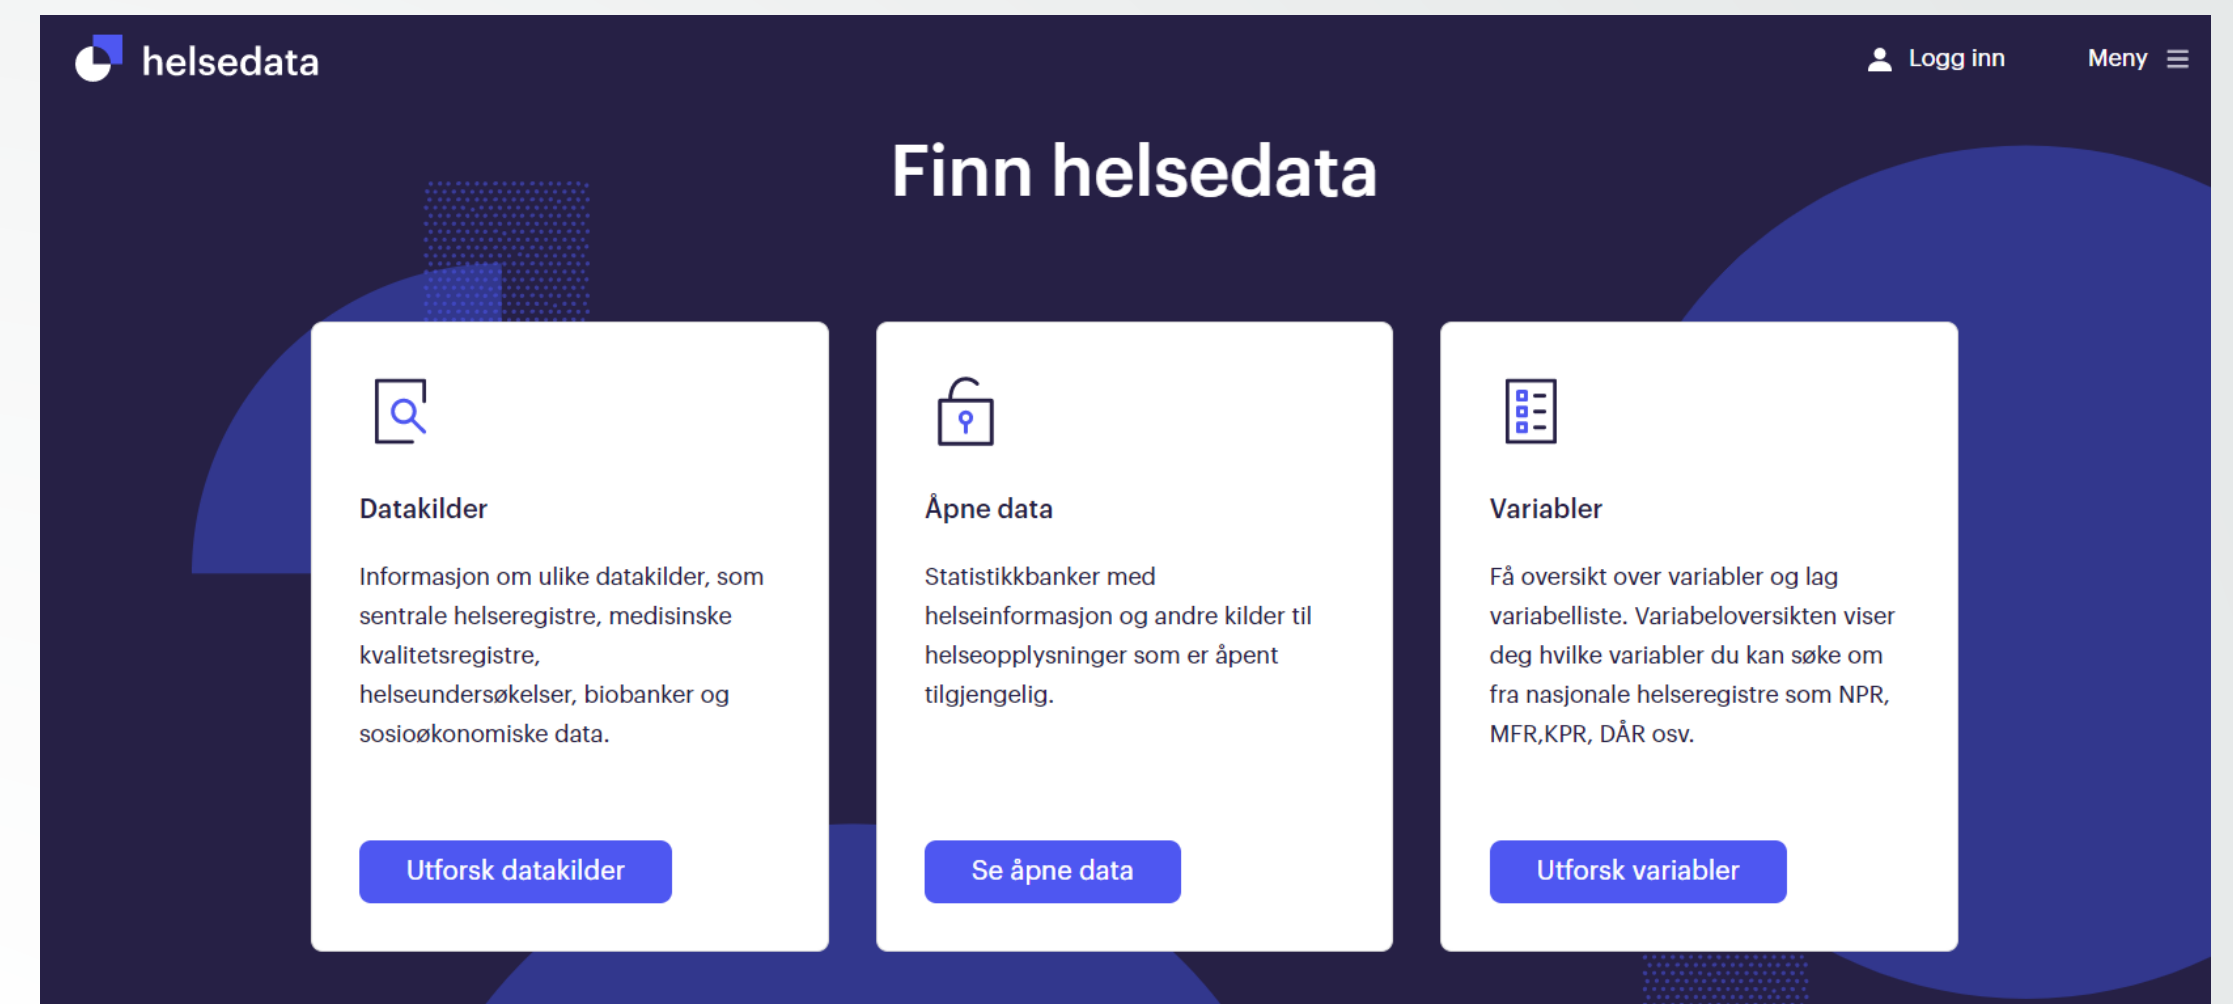 helsedata
Logg inn
Meny
Finn helsedata
Datakilder
Informasjon om ulike datakilder, som
sentrale helseregistre, medisinske
kvalitetsregistre,
helseundersøkelser, biobanker og
sosioøkonomiske data.
Utforsk datakilder
Åpne data
Statistikkbanker med
helseinformasjon og andre kilder til
helseopplysninger som er åpent
tilgjengelig.
Se åpne data
Variabler
Få oversikt over variabler og lag
variabelliste. Variabeloversikten viser
deg hvilke variabler du kan søke om
fra nasjonale helseregistre som NPR,
MFR,KPR, DÅR osv.
Utforsk variabler